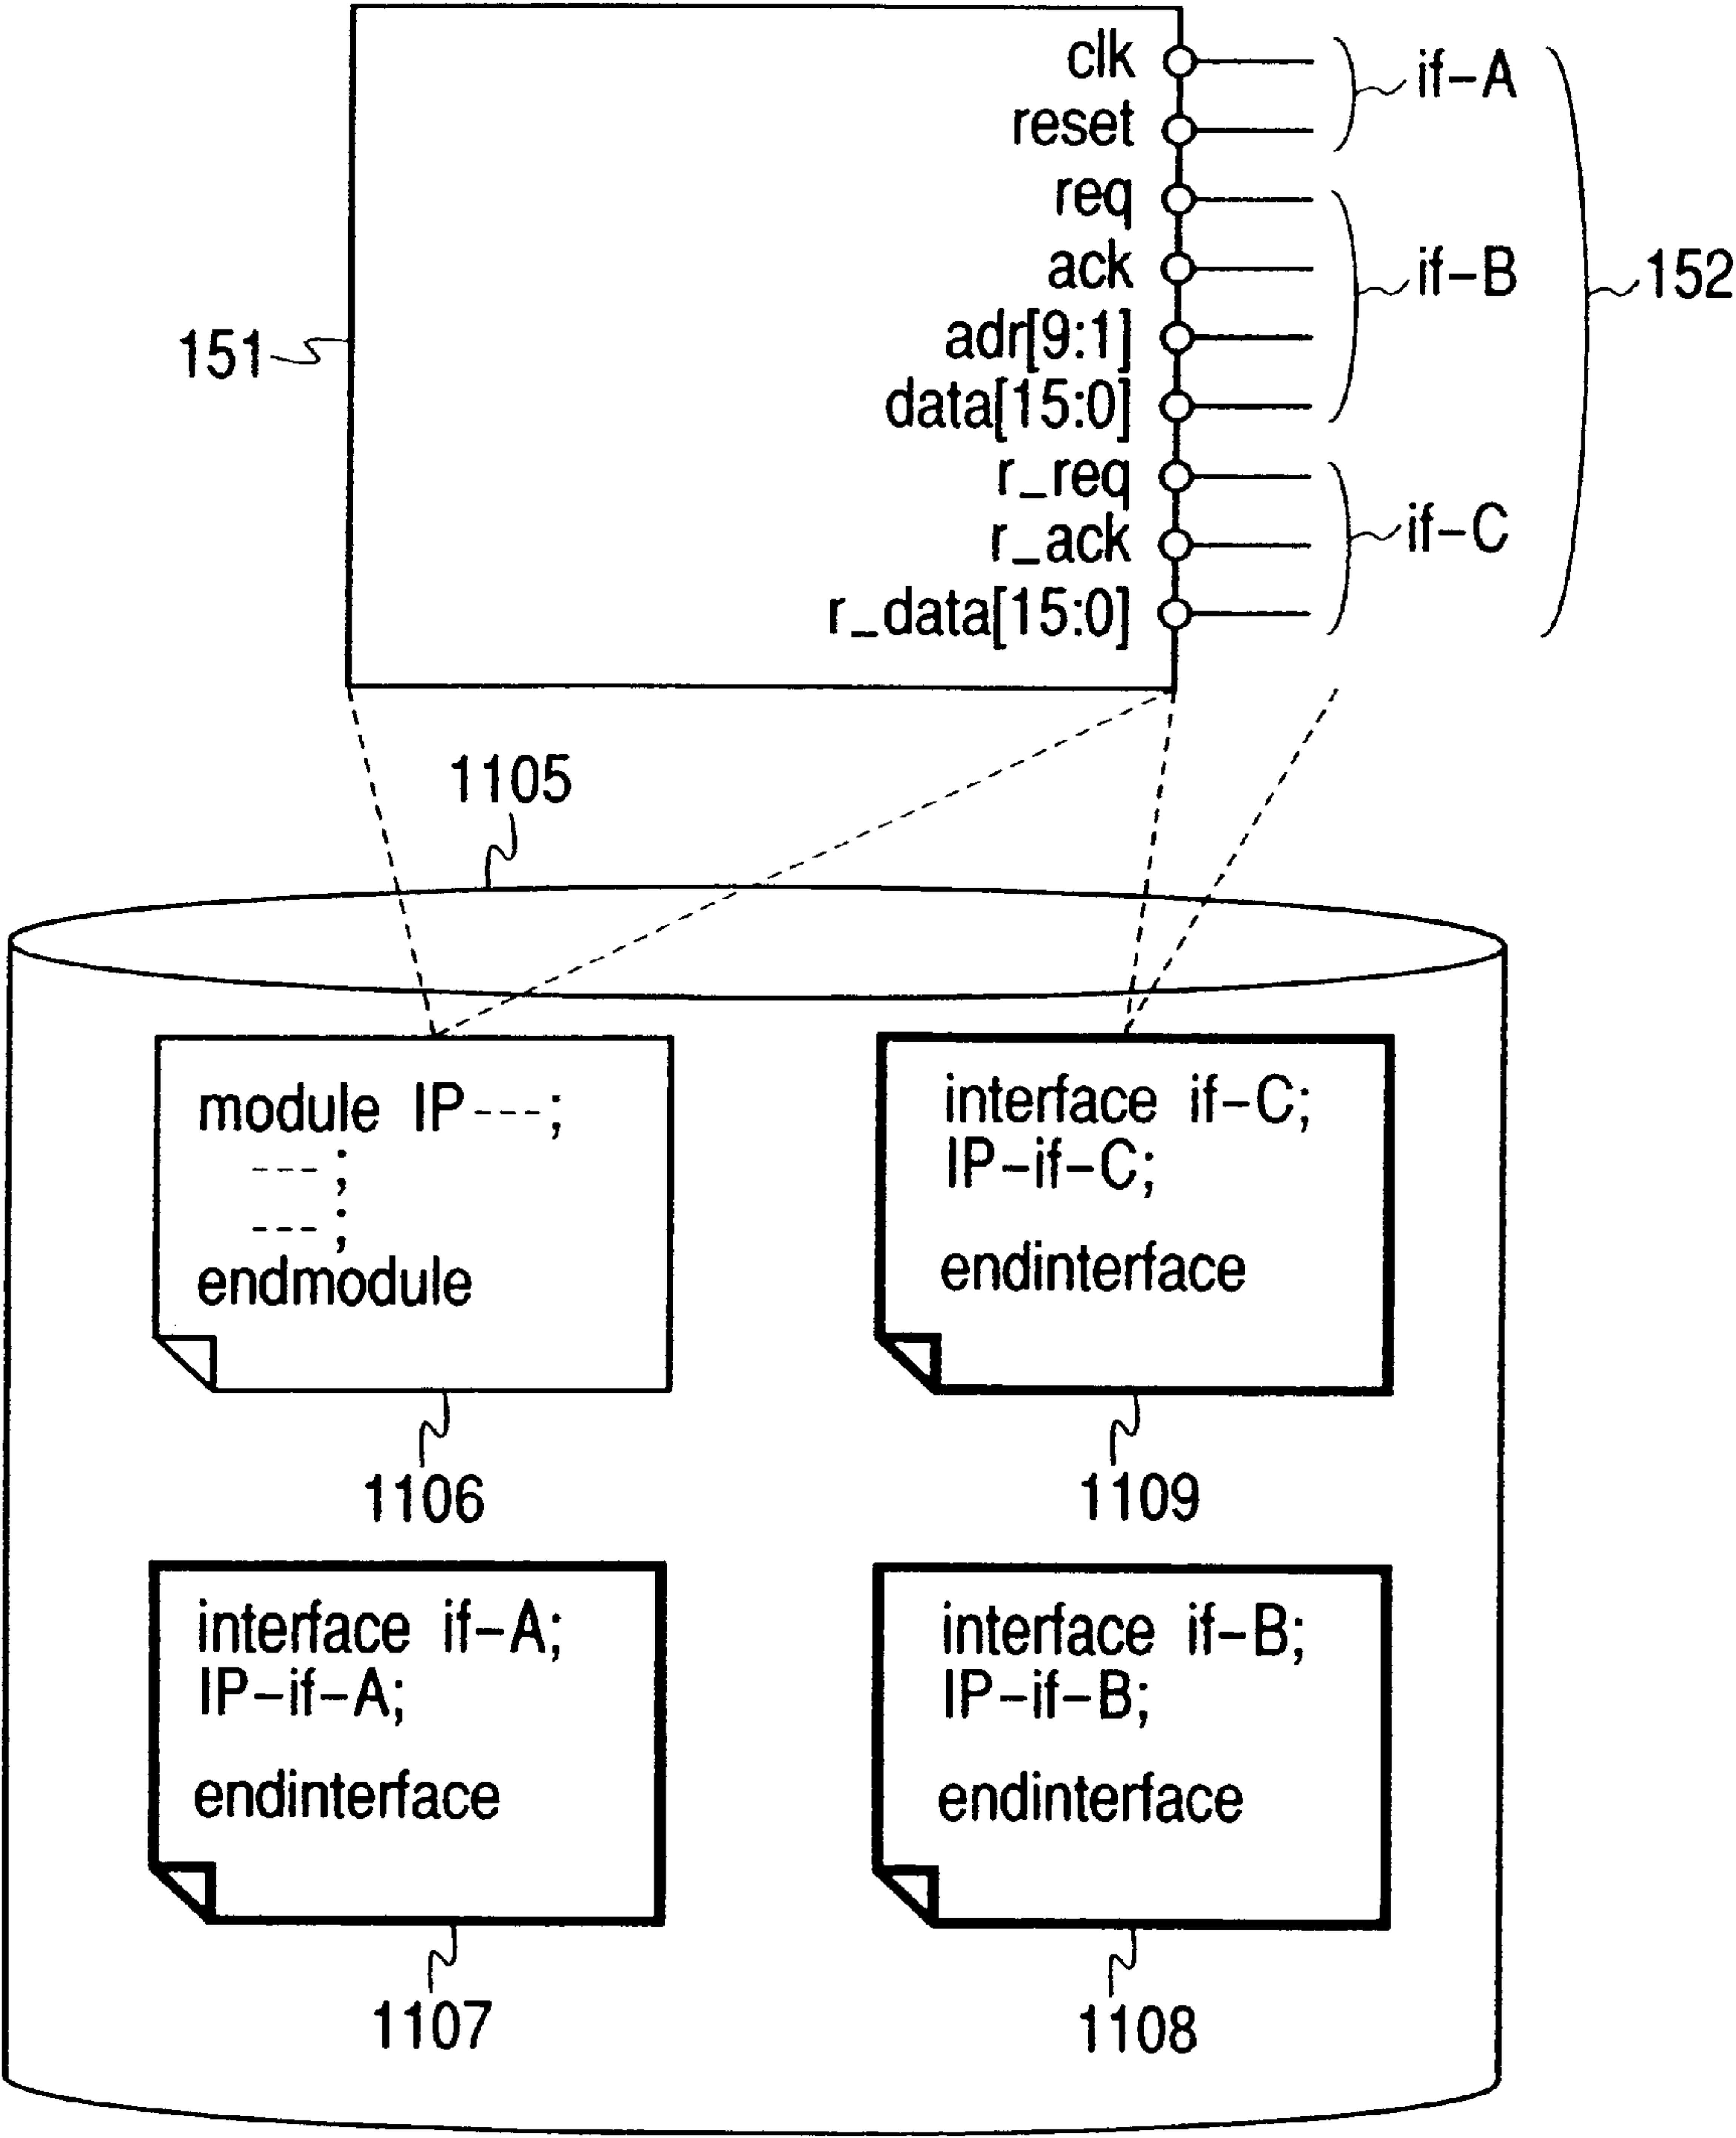 clk
if-A
reset
req
ack
if-B
152
adr[9:1]
151
data[15:0]
r_req
r_ack
if-C
r_data[15:0]
1105
module IP---;
---;
---;
endmodule
1106
interface if-C;
IP-if-C;
endinterface
1109
interface if-A;
IP-if-A;
endinterface
1107
interface if-B;
IP-if-B;
endinterface
1108